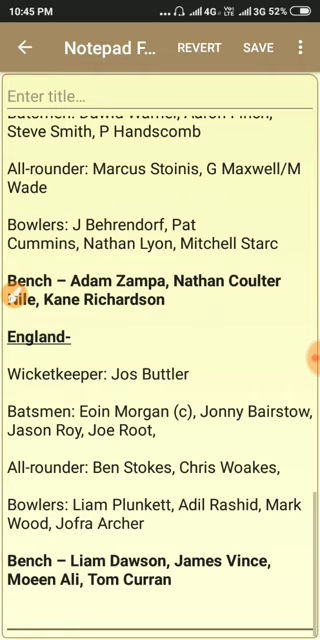 10:45 PM ... 4G VoLTE 3G 52%
Notepad F... REVERT SAVE
Enter title...
Steve Smith, P Handscomb
All-rounder: Marcus Stoinis, G Maxwell/M
Wade
Bowlers: J Behrendorf, Pat
Cummins, Nathan Lyon, Mitchell Starc
Bench – Adam Zampa, Nathan Coulter
Nile, Kane Richardson
England-
Wicketkeeper: Jos Buttler
Batsmen: Eoin Morgan (c), Jonny Bairstow,
Jason Roy, Joe Root,
All-rounder: Ben Stokes, Chris Woakes,
Bowlers: Liam Plunkett, Adil Rashid, Mark
Wood, Jofra Archer
Bench – Liam Dawson, James Vince,
Moeen Ali, Tom Curran